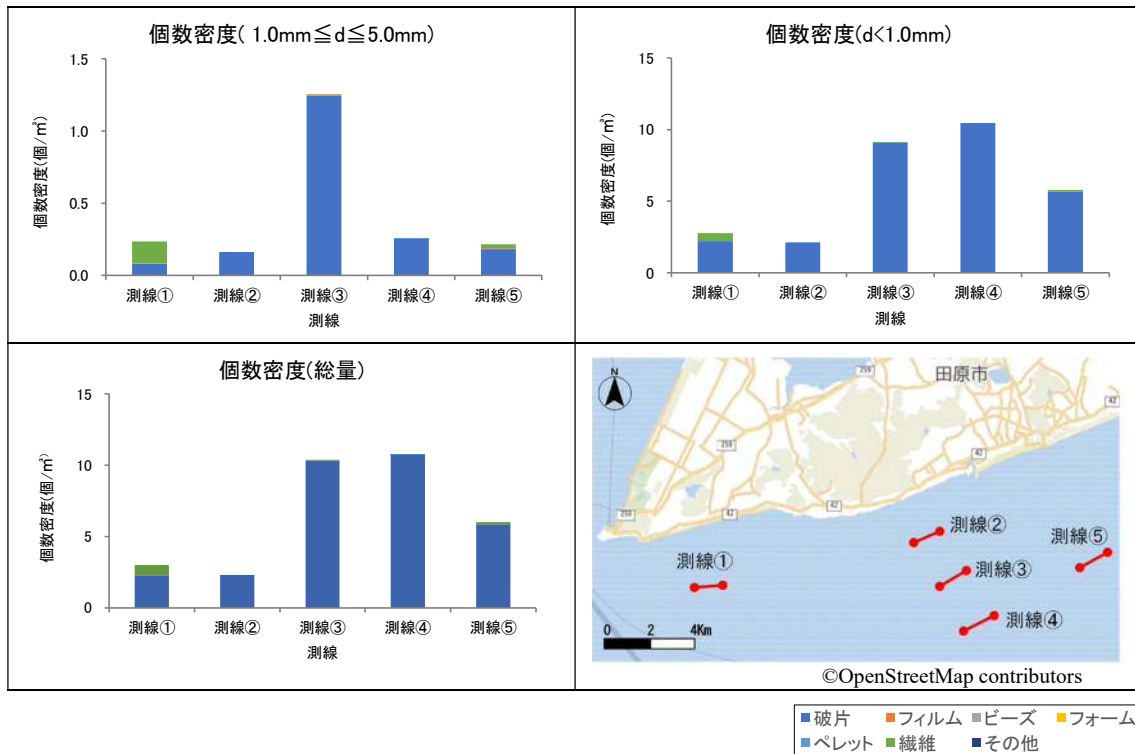 個数密度( 1.0mm≦d≦5.0mm)
1.5
1.0
0.5
0.0
個数密度(個/㎥)
測線① 測線② 測線③ 測線④ 測線⑤
測線
個数密度(d<1.0mm)
15
10
5
0
個数密度(個/㎥)
測線① 測線② 測線③ 測線④ 測線⑤
測線
個数密度(総量)
15
10
5
0
個数密度(個/㎥)
測線① 測線② 測線③ 測線④ 測線⑤
測線
N
259
田原市
42
259
42
259
42
42
測線②
測線⑤
測線①
測線③
測線④
0 2 4Km
©OpenStreetMap contributors
破片 フィルム ビーズ フォーム
ペレット 繊維 その他